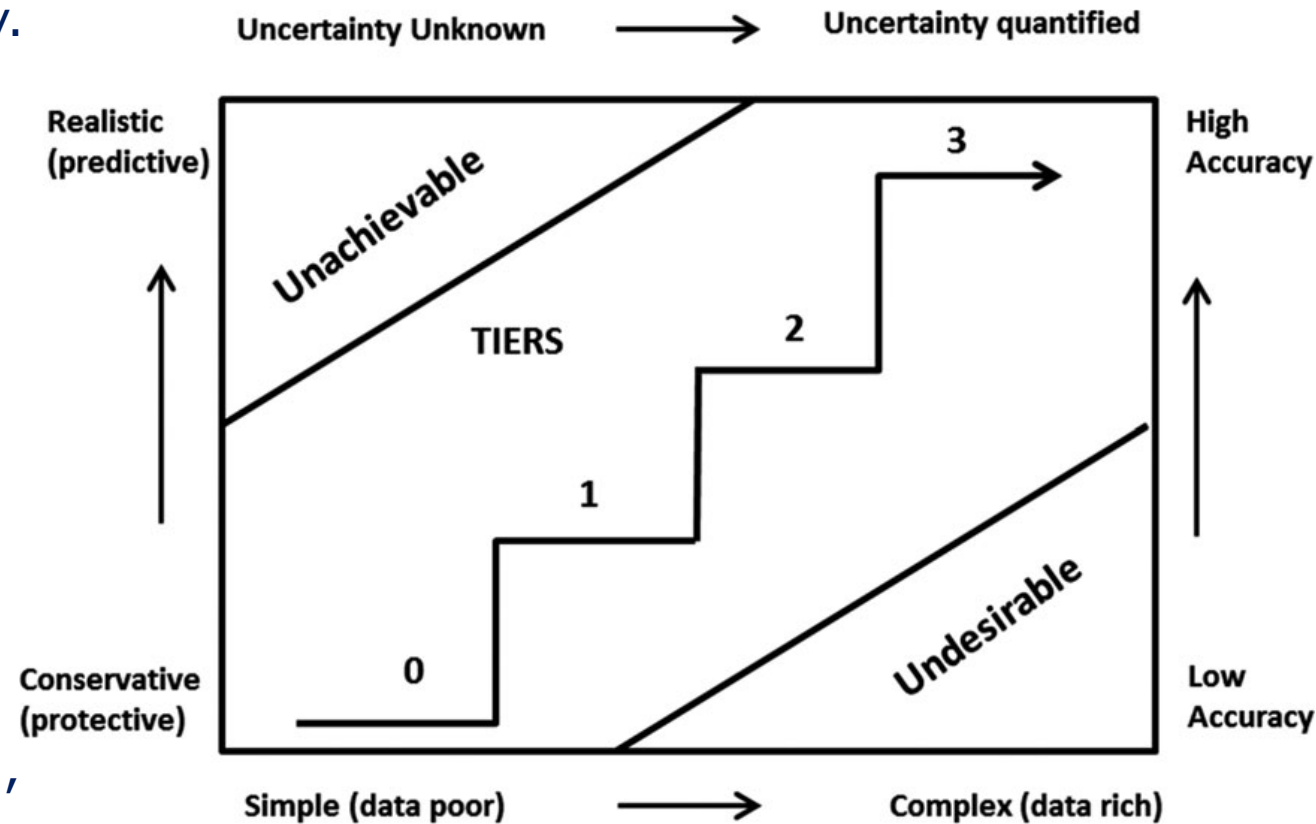 y.
Uncertainty Unknown
Uncertainty quantified
Realistic
(predictive)
High
Accuracy
Unachievable
3
TIERS
2
1
Undesirable
0
Conservative
(protective)
Low
Accuracy
,
Simple (data poor)
Complex (data rich)